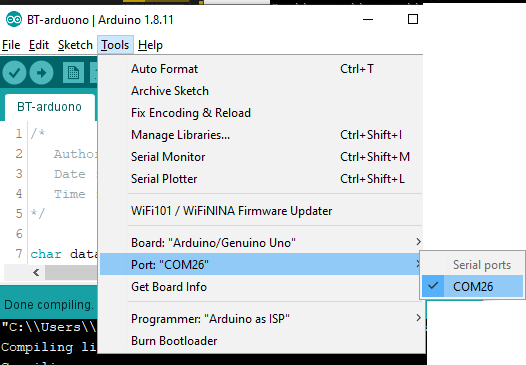 BT-arduono | Arduino 1.8.11
File Edit Sketch Tools Help
BT-arduono
Auto Format Ctrl+T
Archive Sketch
Fix Encoding & Reload
Manage Libraries... Ctrl+Shift+I
Serial Monitor Ctrl+Shift+M
Serial Plotter Ctrl+Shift+L
WiFi101 / WiFiNINA Firmware Updater
Board: "Arduino/Genuino Uno"
Port: "COM26"
Get Board Info
Programmer: "Arduino as ISP"
Burn Bootloader
Serial ports
COM26
1 /*
2 Autho
3 Date
4 Time
5 */
6
7 char data
Done compiling.
"C:\\Users\\
Compiling li